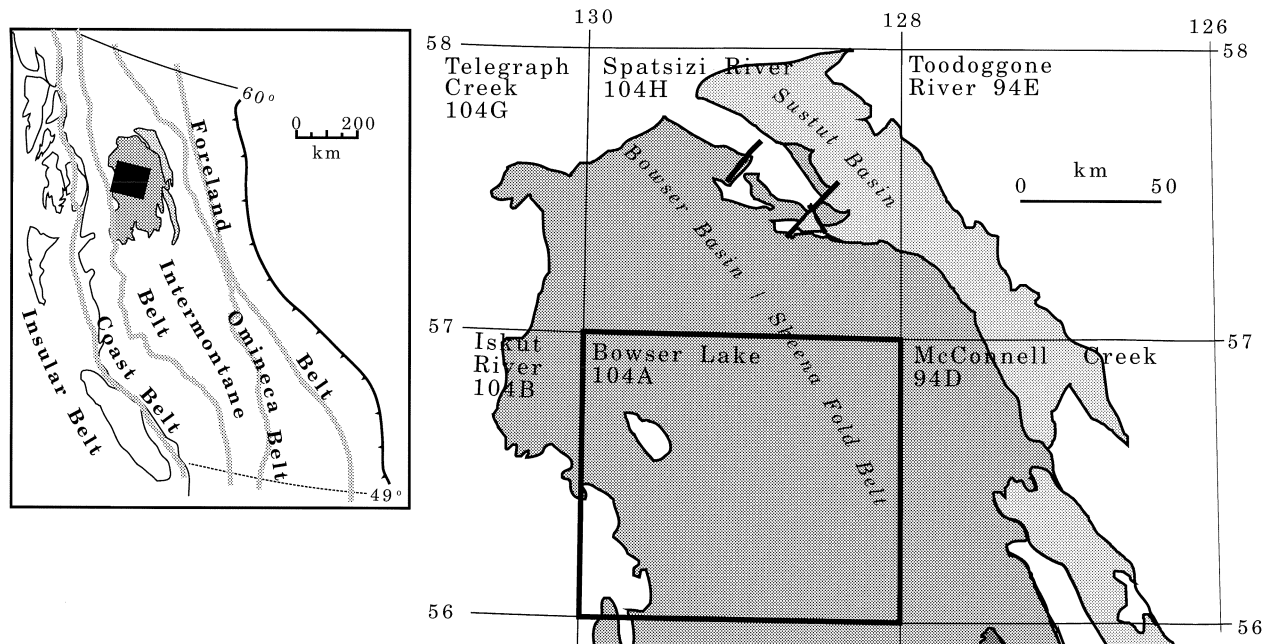 60°
0 200
km
Foreland
Belt
Omineca Belt
Intermontane
Belt
Coast Belt
Insular Belt
49°
130
128
126
58
58
Telegraph
Creek
104G
Spatsizi River
104H
Toodoggone
River 94E
Sustut Basin
km
0 50
Bowser Basin / Skeena Fold Belt
57
57
Iskut
River
104B
Bowser Lake
104A
McConnell Creek
94D
56
56